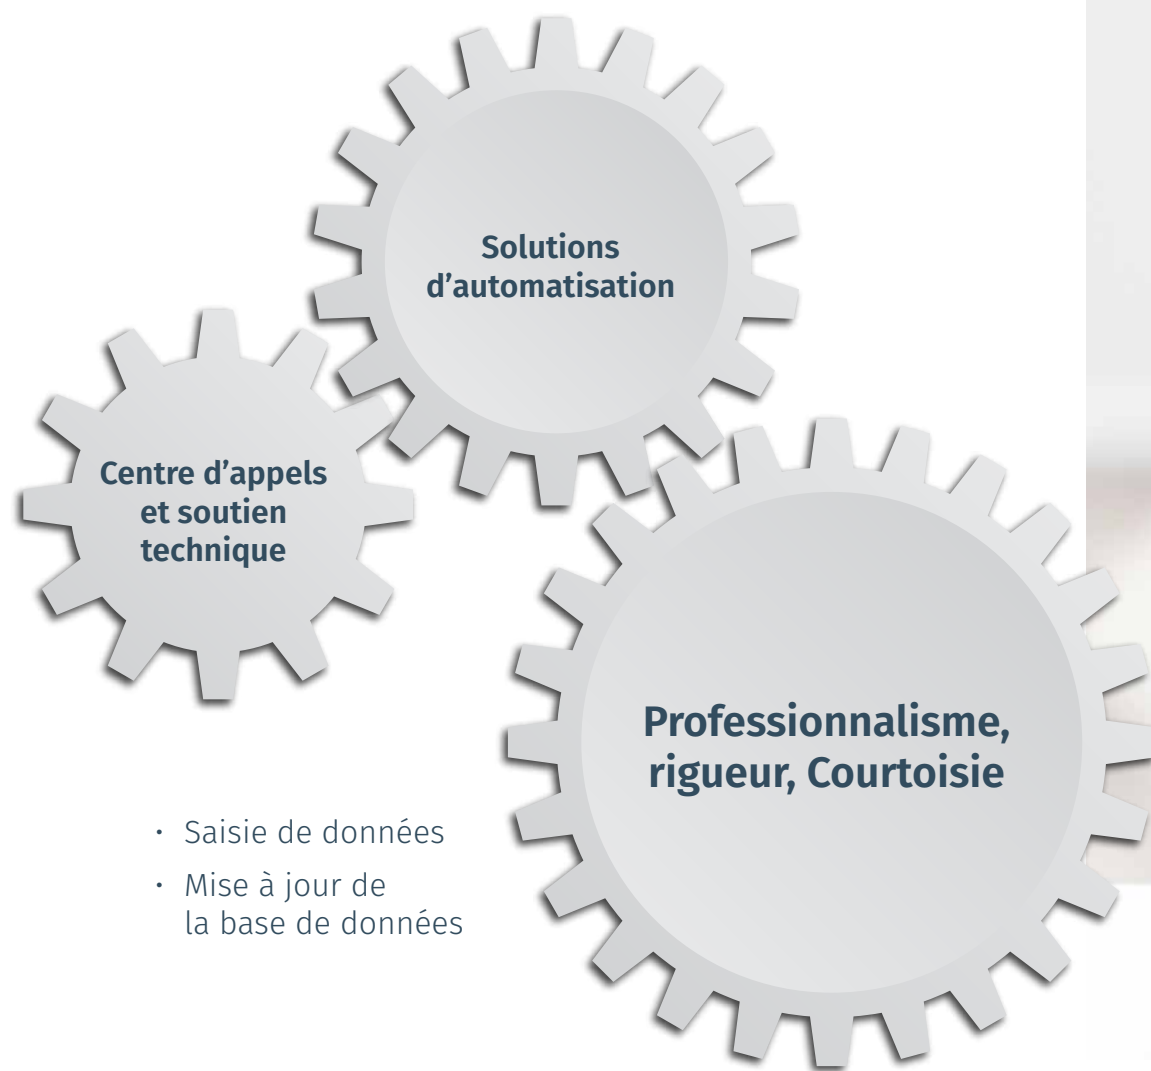 Solutions
d’automatisation
Centre d’appels
et soutien
technique
Professionnalisme,
rigueur, Courtoisie
· Saisie de données
· Mise à jour de
la base de données